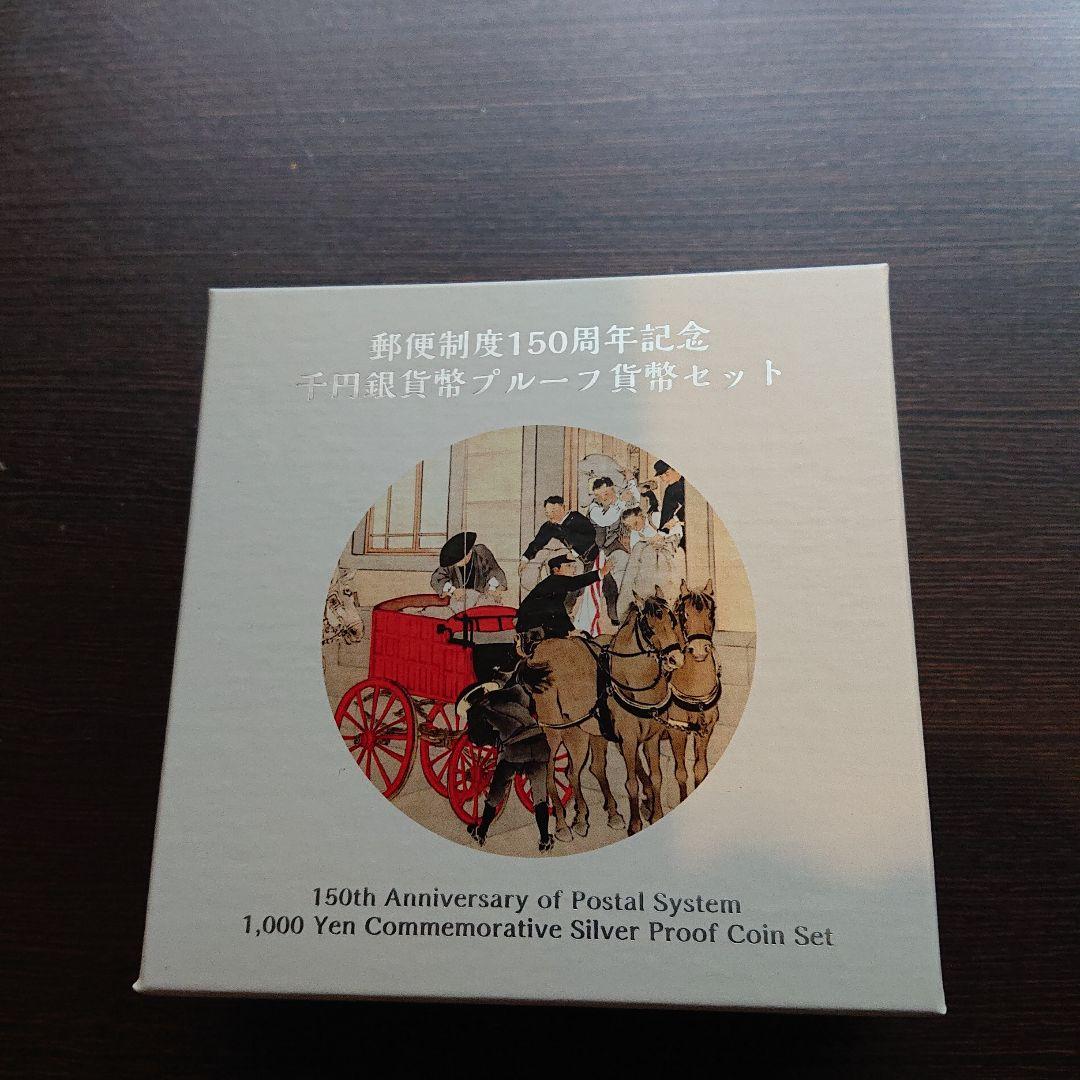 郵便制度150周年記念
千円銀貨幣プルーフ貨幣セット
150th Anniversary of Postal System
1,000 Yen Commemorative Silver Proof Coin Set